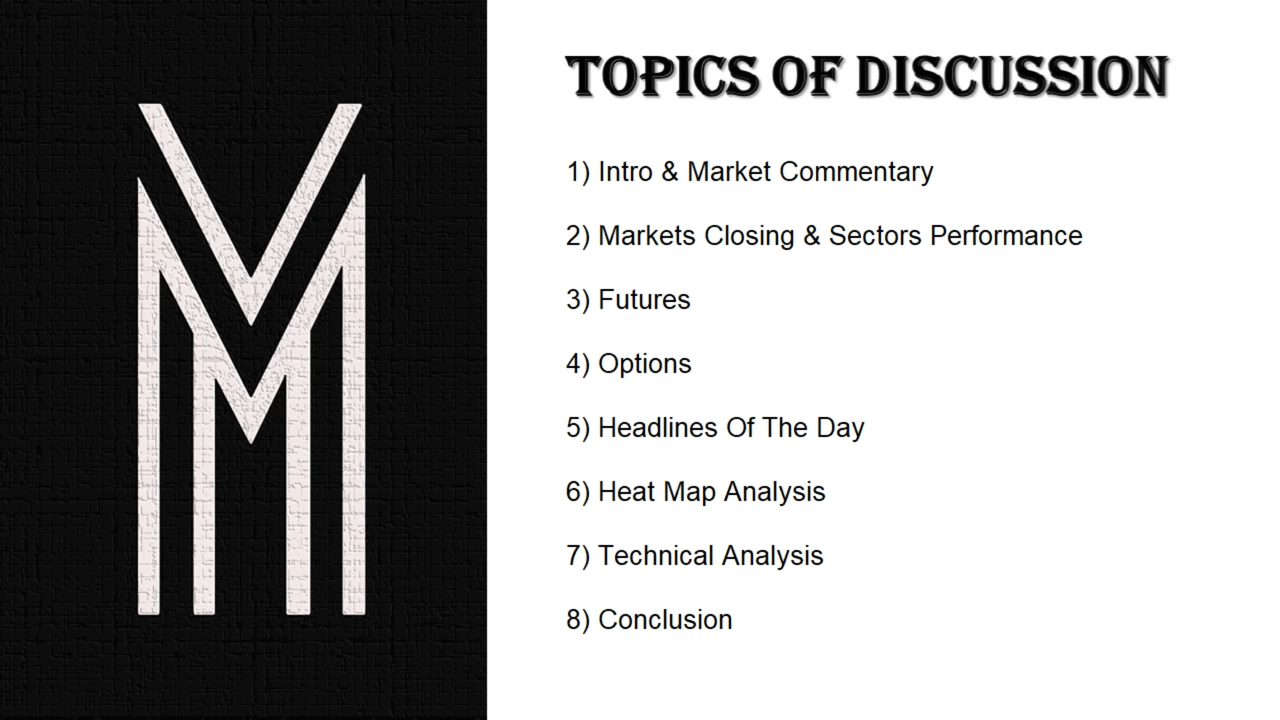 TOPICS OF DISCUSSION
1) Intro & Market Commentary
2) Markets Closing & Sectors Performance
3) Futures
4) Options
5) Headlines Of The Day
6) Heat Map Analysis
7) Technical Analysis
8) Conclusion